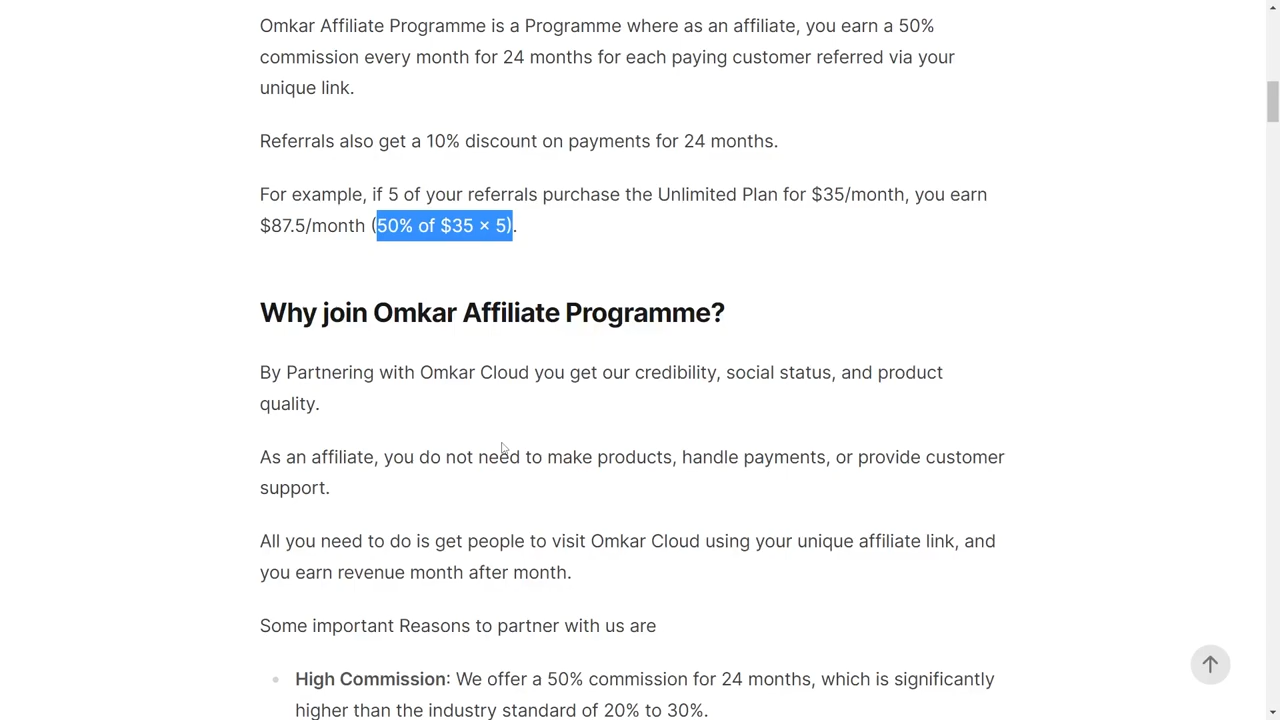 Omkar Affiliate Programme is a Programme where as an affiliate, you earn a 50%
commission every month for 24 months for each paying customer referred via your
unique link.
Referrals also get a 10% discount on payments for 24 months.
For example, if 5 of your referrals purchase the Unlimited Plan for $35/month, you earn
$87.5/month (50% of $35 × 5).
Why join Omkar Affiliate Programme?
By Partnering with Omkar Cloud you get our credibility, social status, and product
quality.
As an affiliate, you do not need to make products, handle payments, or provide customer
support.
All you need to do is get people to visit Omkar Cloud using your unique affiliate link, and
you earn revenue month after month.
Some important Reasons to partner with us are
High Commission: We offer a 50% commission for 24 months, which is significantly
higher than the industry standard of 20% to 30%.